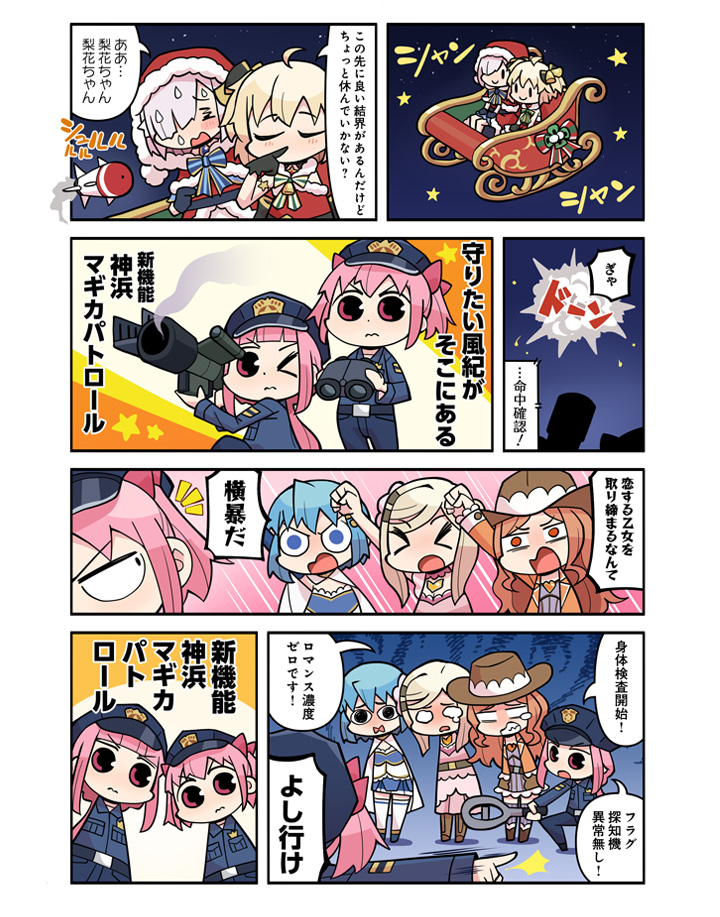 シャン
シャン
この先に良い結界があるんだけど
ちょっと休んでいかない？
ああ…
梨花ちゃん
梨花ちゃん
シュルル
ルル
ぎゃ
ドーン
…命中確認！
守りたい風紀が
そこにある
新機能
神浜
マギカパトロール
恋する乙女を
取り締まるなんて
横暴だ
身体検査開始！
フラグ
探知機
異常無し！
ロマンス濃度
ゼロです！
よし行け
新機能
神浜
マギカ
パト
ロール